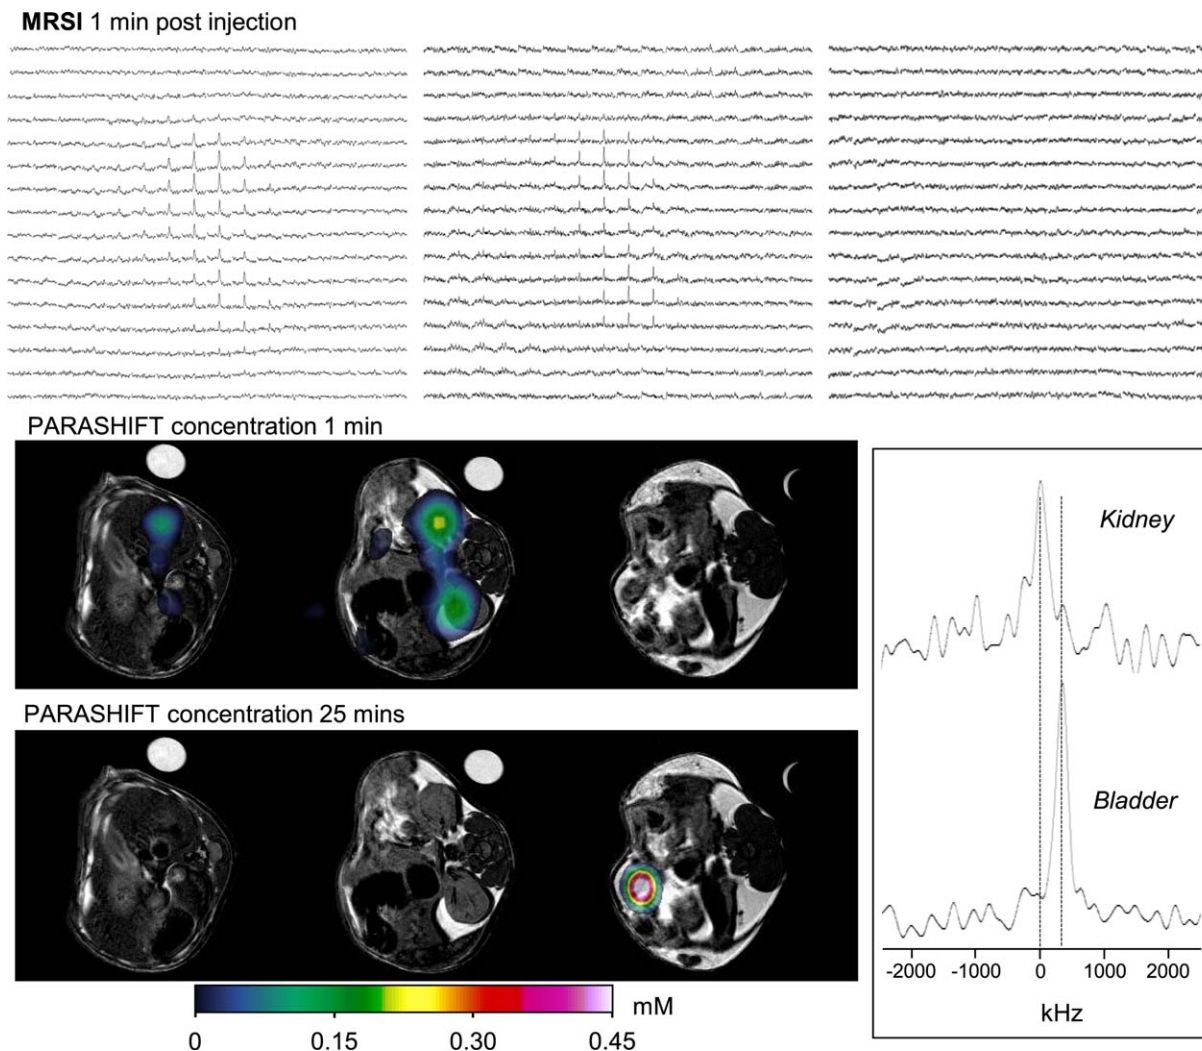 MRSI 1 min post injection
PARASHIFT concentration 1 min
PARASHIFT concentration 25 mins
0 0.15 0.30 0.45
mM
Kidney
Bladder
-2000 -1000 0 1000 2000
kHz